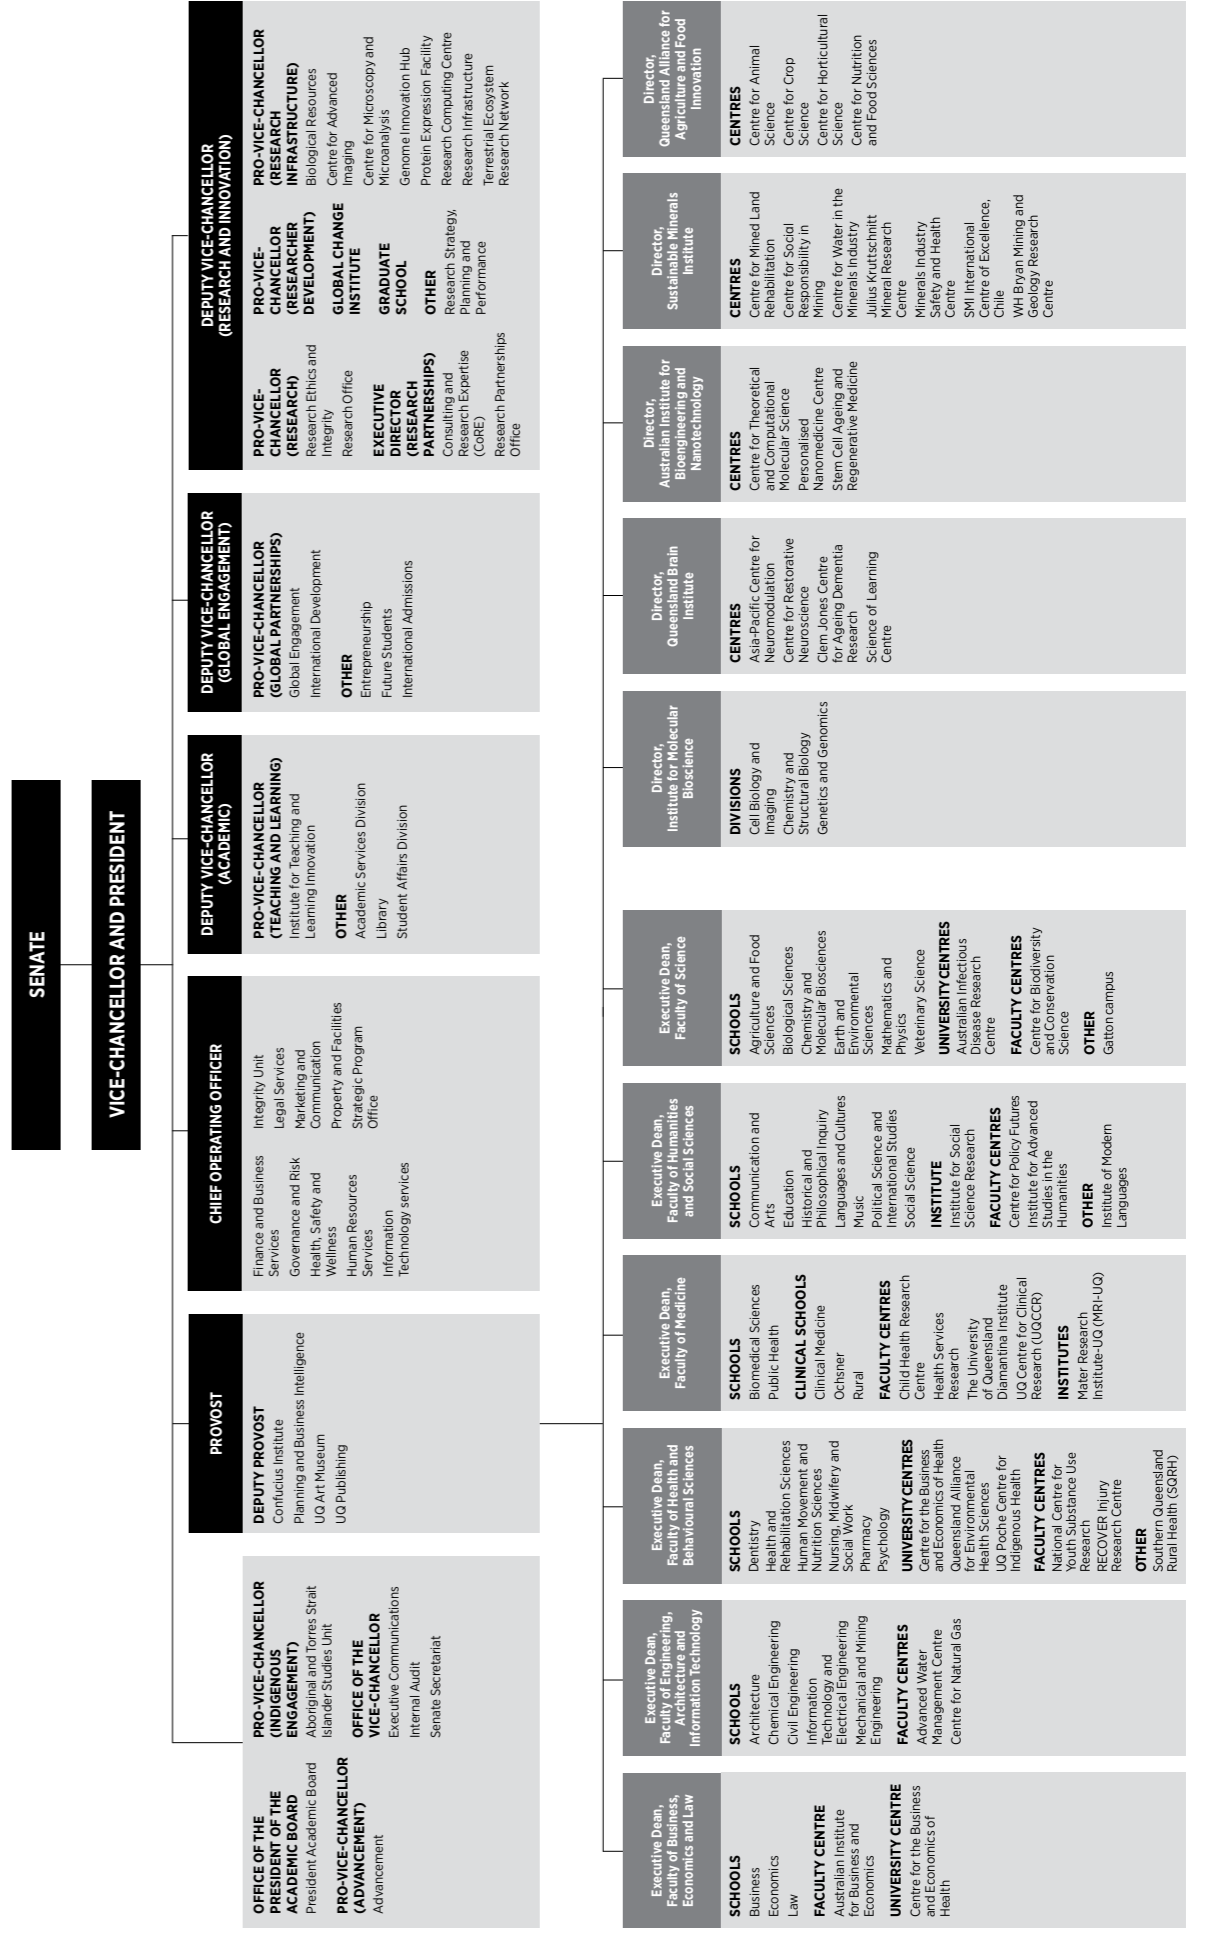 SENATE
VICE-CHANCELLOR AND PRESIDENT
OFFICE OF THE
PRESIDENT OF THE
ACADEMIC BOARD
President Academic Board
PRO-VICE-CHANCELLOR
(ADVANCEMENT)
Advancement
PRO-VICE-CHANCELLOR
(INDIGENOUS
ENGAGEMENT)
Aboriginal and Torres Strait
Islander Studies Unit
OFFICE OF THE
VICE-CHANCELLOR
Executive Communications
Internal Audit
Senate Secretariat
PROVOST
DEPUTY PROVOST
Confucius Institute
Planning and Business Intelligence
UQ Art Museum
UQ Publishing
CHIEF OPERATING OFFICER
Finance and Business
Services
Governance and Risk
Health, Safety and
Wellness
Human Resources
Services
Information
Technology services
Integrity Unit
Legal Services
Marketing and
Communication
Property and Facilities
Strategic Program
Office
DEPUTY VICE-CHANCELLOR
(ACADEMIC)
PRO-VICE-CHANCELLOR
(TEACHING AND LEARNING)
Institute for Teaching and
Learning Innovation
OTHER
Academic Services Division
Library
Student Affairs Division
DEPUTY VICE-CHANCELLOR
(GLOBAL ENGAGEMENT)
PRO-VICE-CHANCELLOR
(GLOBAL PARTNERSHIPS)
Global Engagement
International Development
OTHER
Entrepreneurship
Future Students
International Admissions
DEPUTY VICE-CHANCELLOR
(RESEARCH AND INNOVATION)
PRO-VICE-
CHANCELLOR
(RESEARCH)
Research Ethics and
Integrity
Research Office
EXECUTIVE
DIRECTOR
(RESEARCH
PARTNERSHIPS)
Consulting and
Research Expertise
(CoRE)
Research Partnerships
Office
PRO-VICE-
CHANCELLOR
(RESEARCHER
DEVELOPMENT)
GLOBAL CHANGE
INSTITUTE
GRADUATE
SCHOOL
OTHER
Research Strategy,
Planning and
Performance
PRO-VICE-CHANCELLOR
(RESEARCH
INFRASTRUCTURE)
Biological Resources
Centre for Advanced
Imaging
Centre for Microscopy and
Microanalysis
Genome Innovation Hub
Protein Expression Facility
Research Computing Centre
Research Infrastructure
Terrestrial Ecosystem
Research Network
Executive Dean,
Faculty of Business,
Economics and Law
SCHOOLS
Business
Economics
Law
FACULTY CENTRE
Australian Institute
for Business and
Economics
UNIVERSITY CENTRE
Centre for the Business
and Economics of
Health
Executive Dean,
Faculty of Engineering,
Architecture and
Information Technology
SCHOOLS
Architecture
Chemical Engineering
Civil Engineering
Information
Technology and
Electrical Engineering
Mechanical and Mining
Engineering
FACULTY CENTRES
Advanced Water
Management Centre
Centre for Natural Gas
Executive Dean,
Faculty of Health and
Behavioural Sciences
SCHOOLS
Dentistry
Health and
Rehabilitation Sciences
Human Movement and
Nutrition Sciences
Nursing, Midwifery and
Social Work
Pharmacy
Psychology
UNIVERSITY CENTRES
Centre for the Business
and Economics of Health
Queensland Alliance
for Environmental
Health Sciences
UQ Poche Centre for
Indigenous Health
FACULTY CENTRES
National Centre for
Youth Substance Use
Research
RECOVER Injury
Research Centre
OTHER
Southern Queensland
Rural Health (SQRH)
Executive Dean,
Faculty of Medicine
SCHOOLS
Biomedical Sciences
Public Health
CLINICAL SCHOOLS
Clinical Medicine
Ochsner
Rural
FACULTY CENTRES
Child Health Research
Centre
Health Services
Research
The University
of Queensland
Diamantina Institute
UQ Centre for Clinical
Research (UQCCR)
INSTITUTES
Mater Research
Institute-UQ (MRI-UQ)
Executive Dean,
Faculty of Humanities
and Social Sciences
SCHOOLS
Communication and
Arts
Education
Historical and
Philosophical Inquiry
Languages and Cultures
Music
Political Science and
International Studies
Social Science
INSTITUTE
Institute for Social
Science Research
FACULTY CENTRES
Centre for Policy Futures
Institute for Advanced
Studies in the
Humanities
OTHER
Institute of Modern
Languages
Executive Dean,
Faculty of Science
SCHOOLS
Agriculture and Food
Sciences
Biological Sciences
Chemistry and
Molecular Biosciences
Earth and
Environmental
Sciences
Mathematics and
Physics
Veterinary Science
UNIVERSITY CENTRES
Australian Infectious
Disease Research
Centre
FACULTY CENTRES
Centre for Biodiversity
and Conservation
Science
OTHER
Gatton campus
Director,
Institute for Molecular
Bioscience
DIVISIONS
Cell Biology and
Imaging
Chemistry and
Structural Biology
Genetics and Genomics
Director,
Queensland Brain
Institute
CENTRES
Asia-Pacific Centre for
Neuromodulation
Centre for Restorative
Neuroscience
Clem Jones Centre
for Ageing Dementia
Research
Science of Learning
Centre
Director,
Australian Institute for
Bioengineering and
Nanotechnology
CENTRES
Centre for Theoretical
and Computational
Molecular Science
Personalised
Nanomedicine Centre
Stem Cell Ageing and
Regenerative Medicine
Director,
Sustainable Minerals
Institute
CENTRES
Centre for Mined Land
Rehabilitation
Centre for Social
Responsibility in
Mining
Centre for Water in the
Minerals Industry
Julius Kruttschnitt
Mineral Research
Centre
Minerals Industry
Safety and Health
Centre
SMI International
Centre of Excellence,
Chile
WH Bryan Mining and
Geology Research
Centre
Director,
Queensland Alliance for
Agriculture and Food
Innovation
CENTRES
Centre for Animal
Science
Centre for Crop
Science
Centre for Horticultural
Science
Centre for Nutrition
and Food Sciences